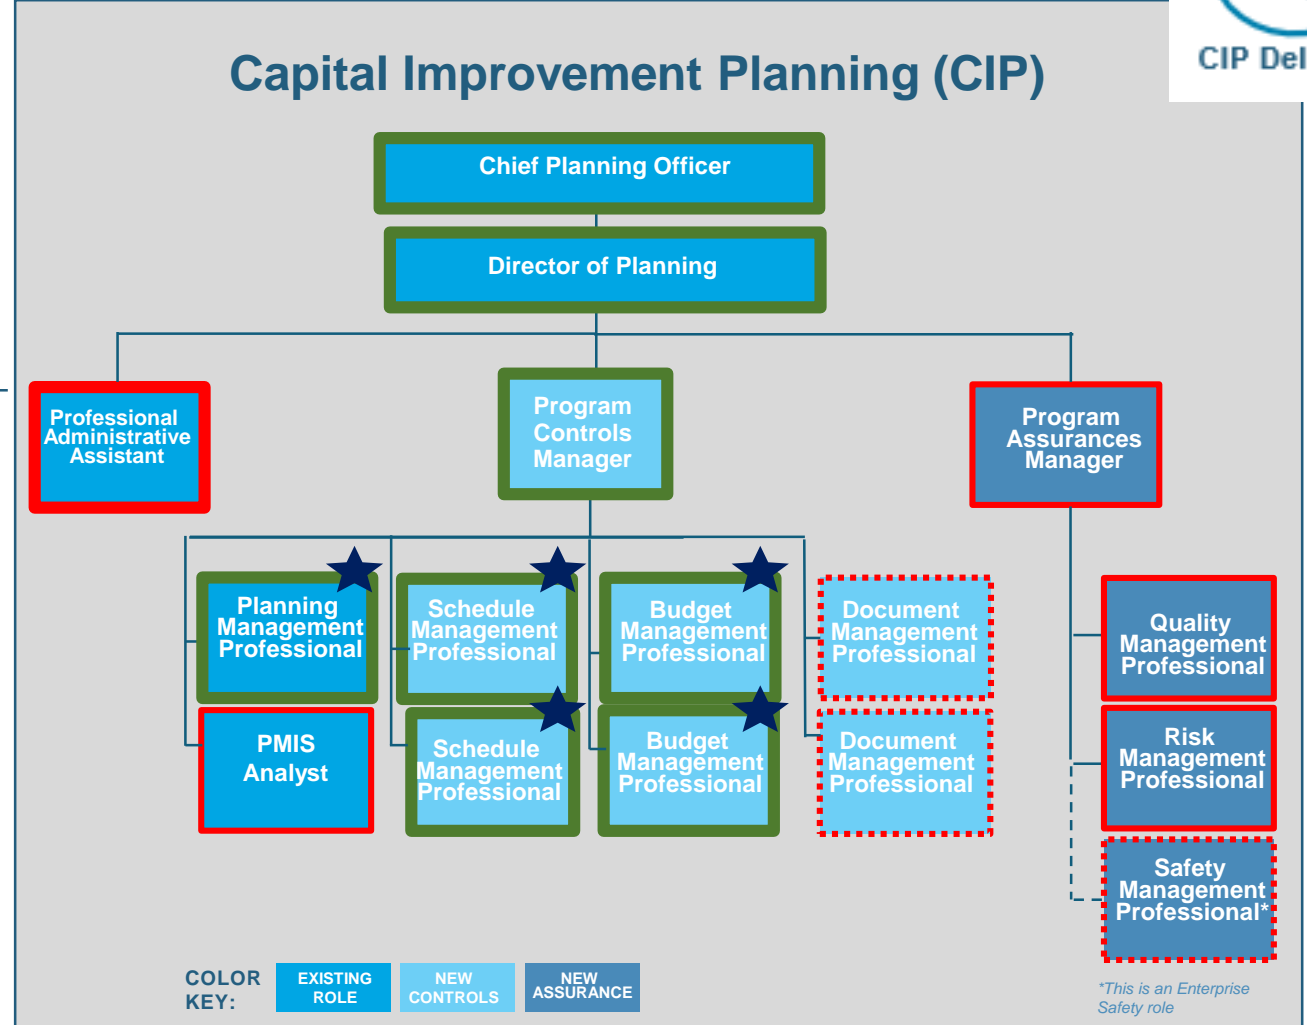 CIP Del
Capital Improvement Planning (CIP)
Chief Planning Officer
Director of Planning
Professional
Administrative
Assistant
Program
Controls
Manager
Program
Assurances
Manager
Planning
Management
Professional
Schedule
Management
Professional
Budget
Management
Professional
Document
Management
Professional
Quality
Management
Professional
PMIS
Analyst
Schedule
Management
Professional
Budget
Management
Professional
Document
Management
Professional
Risk
Management
Professional
Safety
Management
Professional*
COLOR
KEY:
EXISTING
ROLE
NEW
CONTROLS
NEW
ASSURANCE
*This is an Enterprise
Safety role